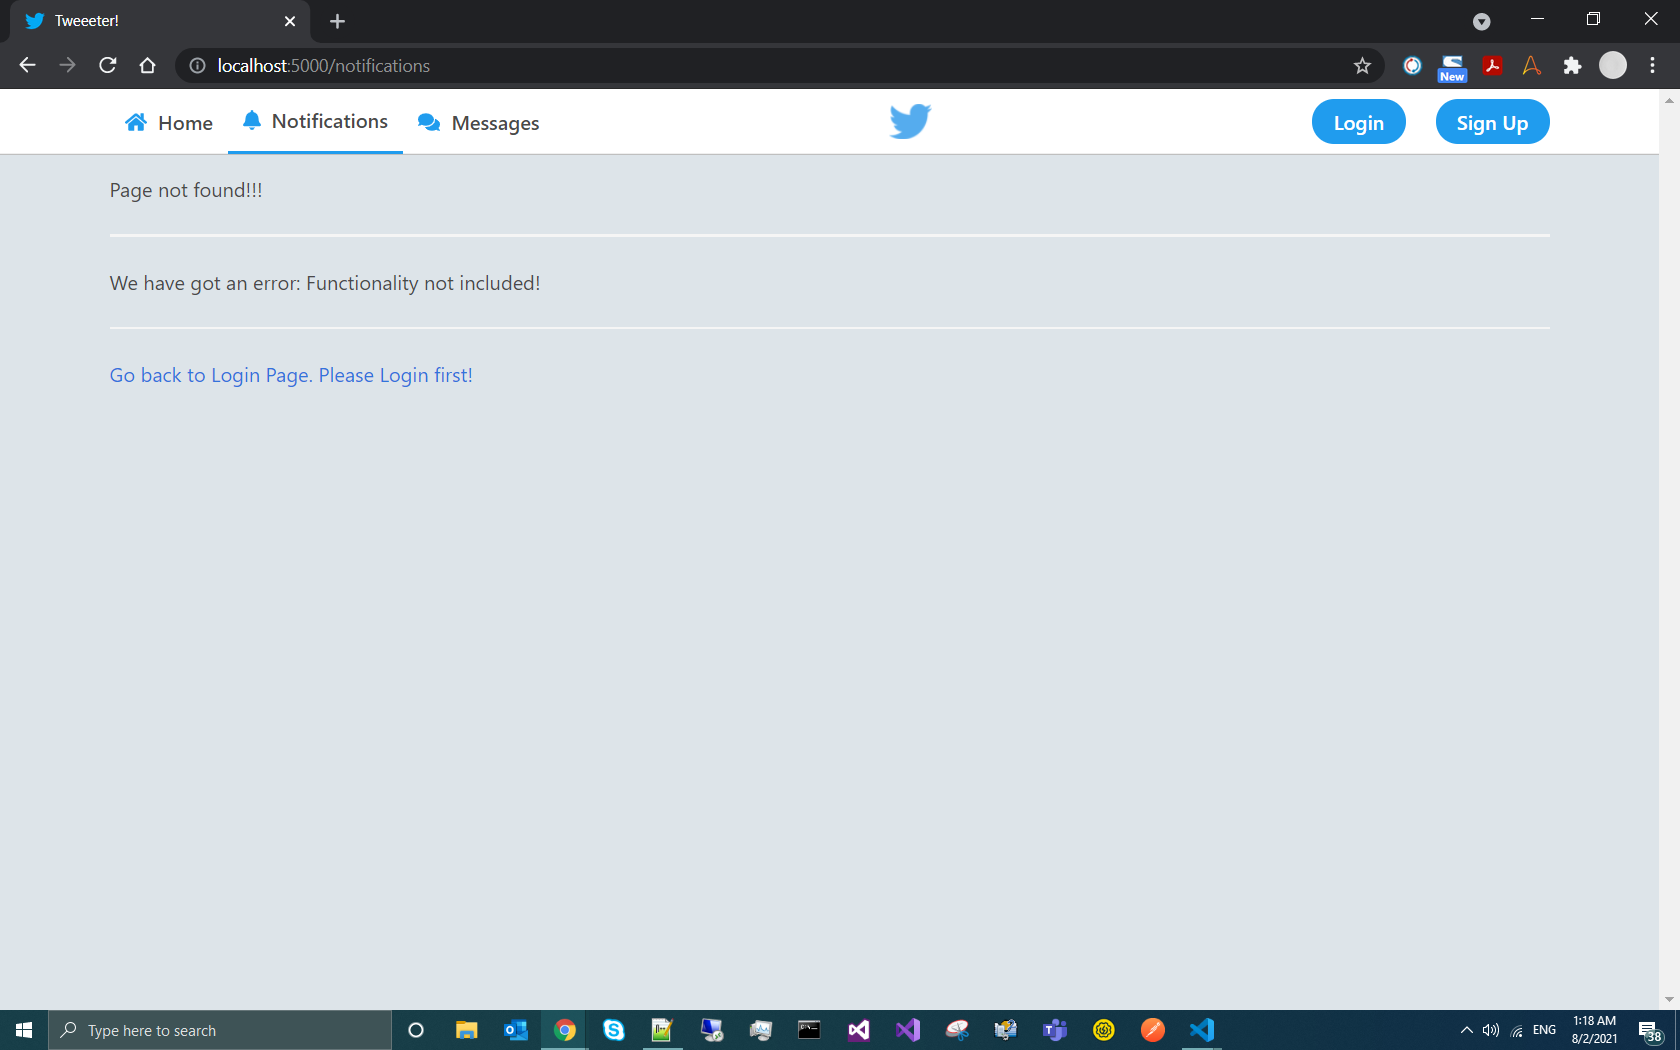 Tweeeter!
localhost:5000/notifications
New
Home
Notifications
Messages
Login
Sign Up
Page not found!!!
We have got an error: Functionality not included!
Go back to Login Page. Please Login first!
Type here to search
ENG
1:18 AM
8/2/2021
38